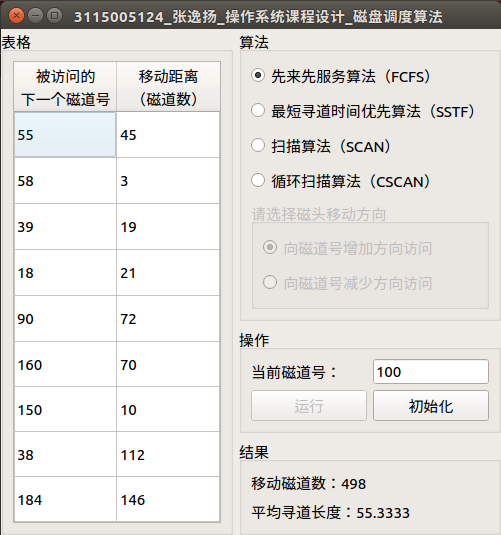 3115005124_张逸扬_操作系统课程设计_磁盘调度算法
表格
被访问的
下一个磁道号
移动距离
（磁道数）
55 45
58 3
39 19
18 21
90 72
160 70
150 10
38 112
184 146
算法
先来先服务算法（FCFS）
最短寻道时间优先算法（SSTF）
扫描算法（SCAN）
循环扫描算法（CSCAN）
请选择磁头移动方向
向磁道号增加方向访问
向磁道号减少方向访问
操作
当前磁道号： 100
运行 初始化
结果
移动磁道数：498
平均寻道长度：55.3333